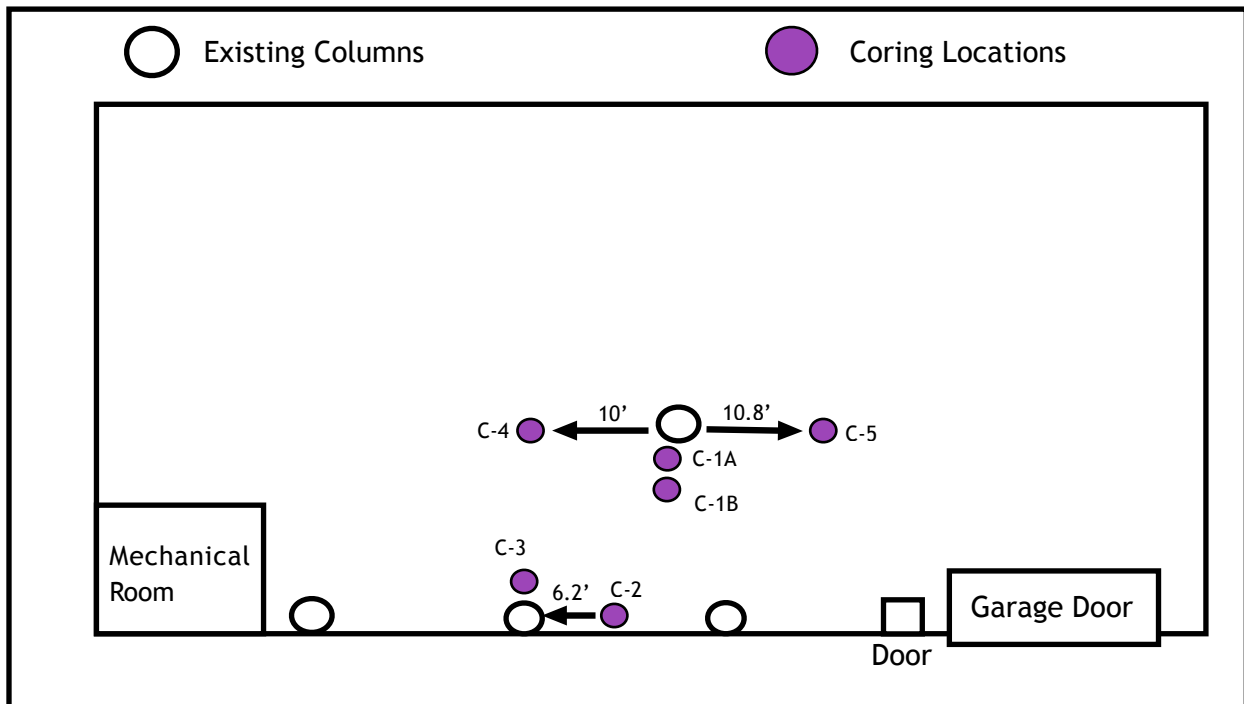 Existing Columns
Coring Locations
10’
10.8’
C-4
C-5
C-1A
C-1B
C-3
Mechanical
Room
6.2’
C-2
Garage Door
Door